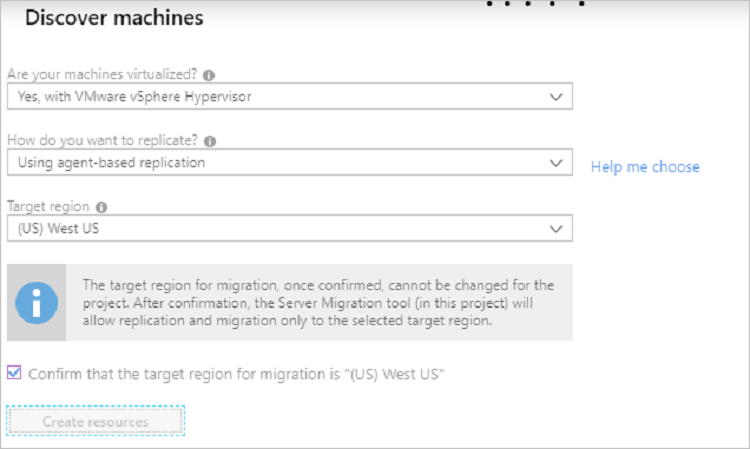 Discover machines
Are your machines virtualized?
Yes, with VMware vSphere Hypervisor
How do you want to replicate?
Using agent-based replication
Help me choose
Target region
(US) West US
The target region for migration, once confirmed, cannot be changed for the
project. After confirmation, the Server Migration tool (in this project) will
allow replication and migration only to the selected target region.
Confirm that the target region for migration is "(US) West US"
Create resources